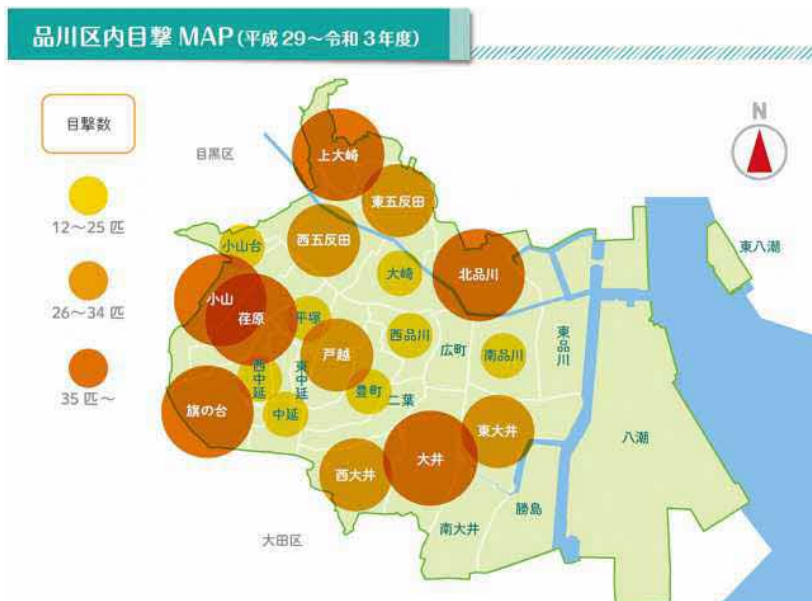 品川区内目撃 MAP(平成 29～令和 3 年度)
目撃数
12～25 匹
26～34 匹
35 匹～
N
目黒区
上大崎
東五反田
西五反田
小山台
大崎
北品川
東八潮
小山
荏原
平塚
西品川
戸越
広町
南品川
東品川
西中延
東中延
豊町
二葉
旗の台
中延
東大井
八潮
大井
西大井
勝島
南大井
大田区